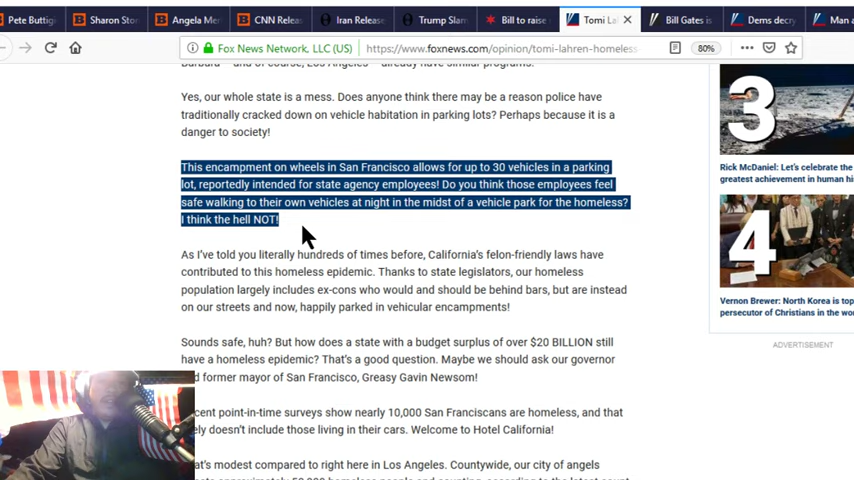 Pete Buttigi
Sharon Ston
Angela Mer
CNN Releas
Iran Release
Trump Slam
Bill to raise
Tomi La
Bill Gates is
Dems decry
Man a
Fox News Network, LLC (US)
https://www.foxnews.com/opinion/tomi-lahren-homeless-
80%
Barbara – and of course, Los Angeles – already have similar programs.
Yes, our whole state is a mess. Does anyone think there may be a reason police have
traditionally cracked down on vehicle habitation in parking lots? Perhaps because it is a
danger to society!
This encampment on wheels in San Francisco allows for up to 30 vehicles in a parking
lot, reportedly intended for state agency employees! Do you think those employees feel
safe walking to their own vehicles at night in the midst of a vehicle park for the homeless?
I think the hell NOT!
As I've told you literally hundreds of times before, California's felon-friendly laws have
contributed to this homeless epidemic. Thanks to state legislators, our homeless
population largely includes ex-cons who would and should be behind bars, but are instead
on our streets and now, happily parked in vehicular encampments!
Sounds safe, huh? But how does a state with a budget surplus of over $20 BILLION still
have a homeless epidemic? That's a good question. Maybe we should ask our governor
d former mayor of San Francisco, Greasy Gavin Newsom!
cent point-in-time surveys show nearly 10,000 San Franciscans are homeless, and that
ely doesn't include those living in their cars. Welcome to Hotel California!
at's modest compared to right here in Los Angeles. Countywide, our city of angels
3
Rick McDaniel: Let's celebrate the
greatest achievement in human his
4
Vernon Brewer: North Korea is top
persecutor of Christians in the wo
ADVERTISEMENT